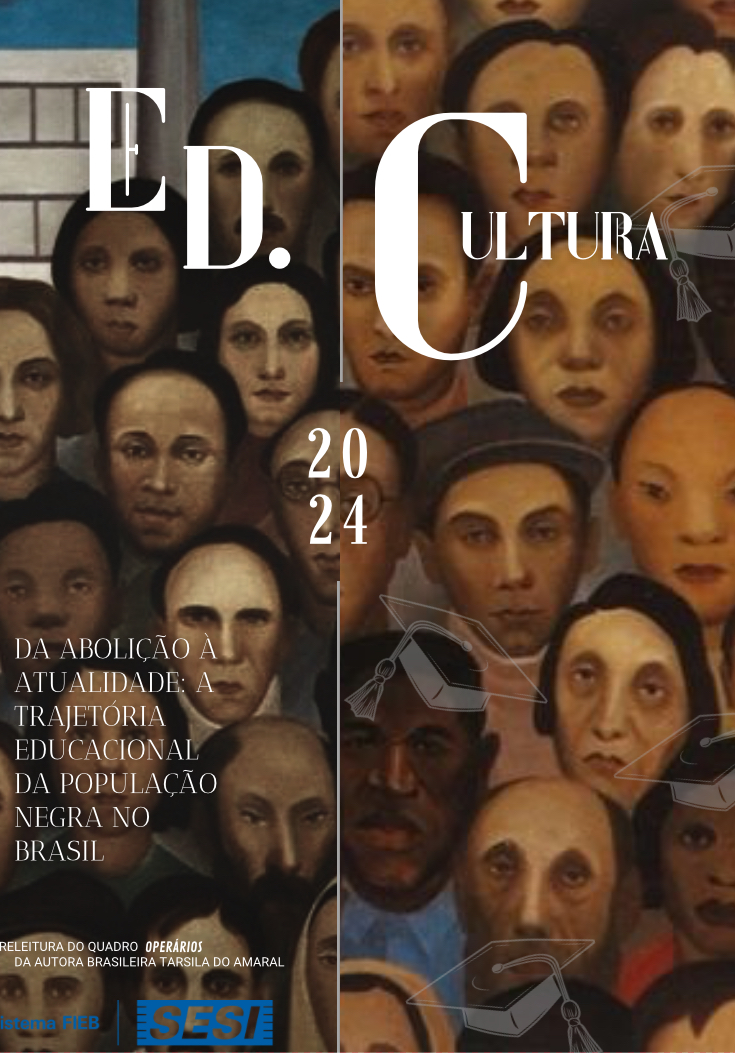 ED.
CULTURA
20
24
DA ABOLIÇÃO À
ATUALIDADE: A
TRAJETÓRIA
EDUCACIONAL
DA POPULAÇÃO
NEGRA NO
BRASIL
RELEITURA DO QUADRO OPERÁRIOS
DA AUTORA BRASILEIRA TARSILA DO AMARAL
istema FIEB
SESI